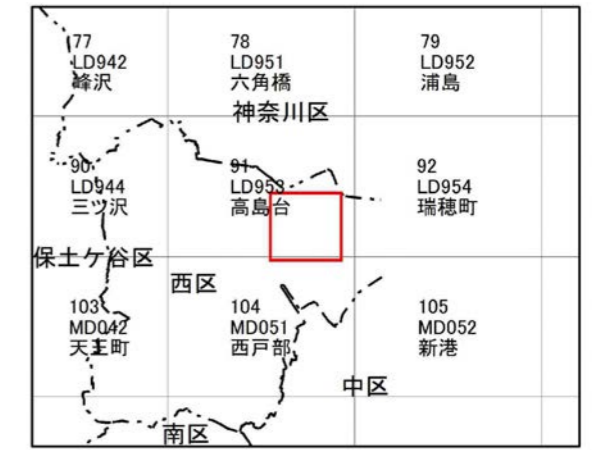 77
LD942
峰沢
78
LD951
六角橋
79
LD952
浦島
神奈川区
90
LD944
三ツ沢
91
LD953
高島台
92
LD954
瑞穂町
保土ケ谷区
西区
103
MD042
天王町
104
MD051
西戸部
105
MD052
新港
中区
南区